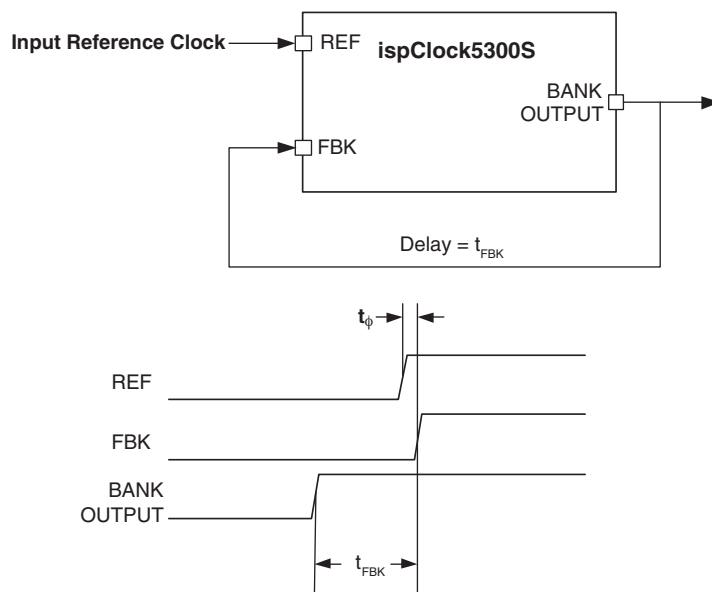 Input Reference Clock
REF
ispClock5300S
BANK
OUTPUT
FBK
Delay = tFBK
tϕ
REF
FBK
BANK
OUTPUT
tFBK